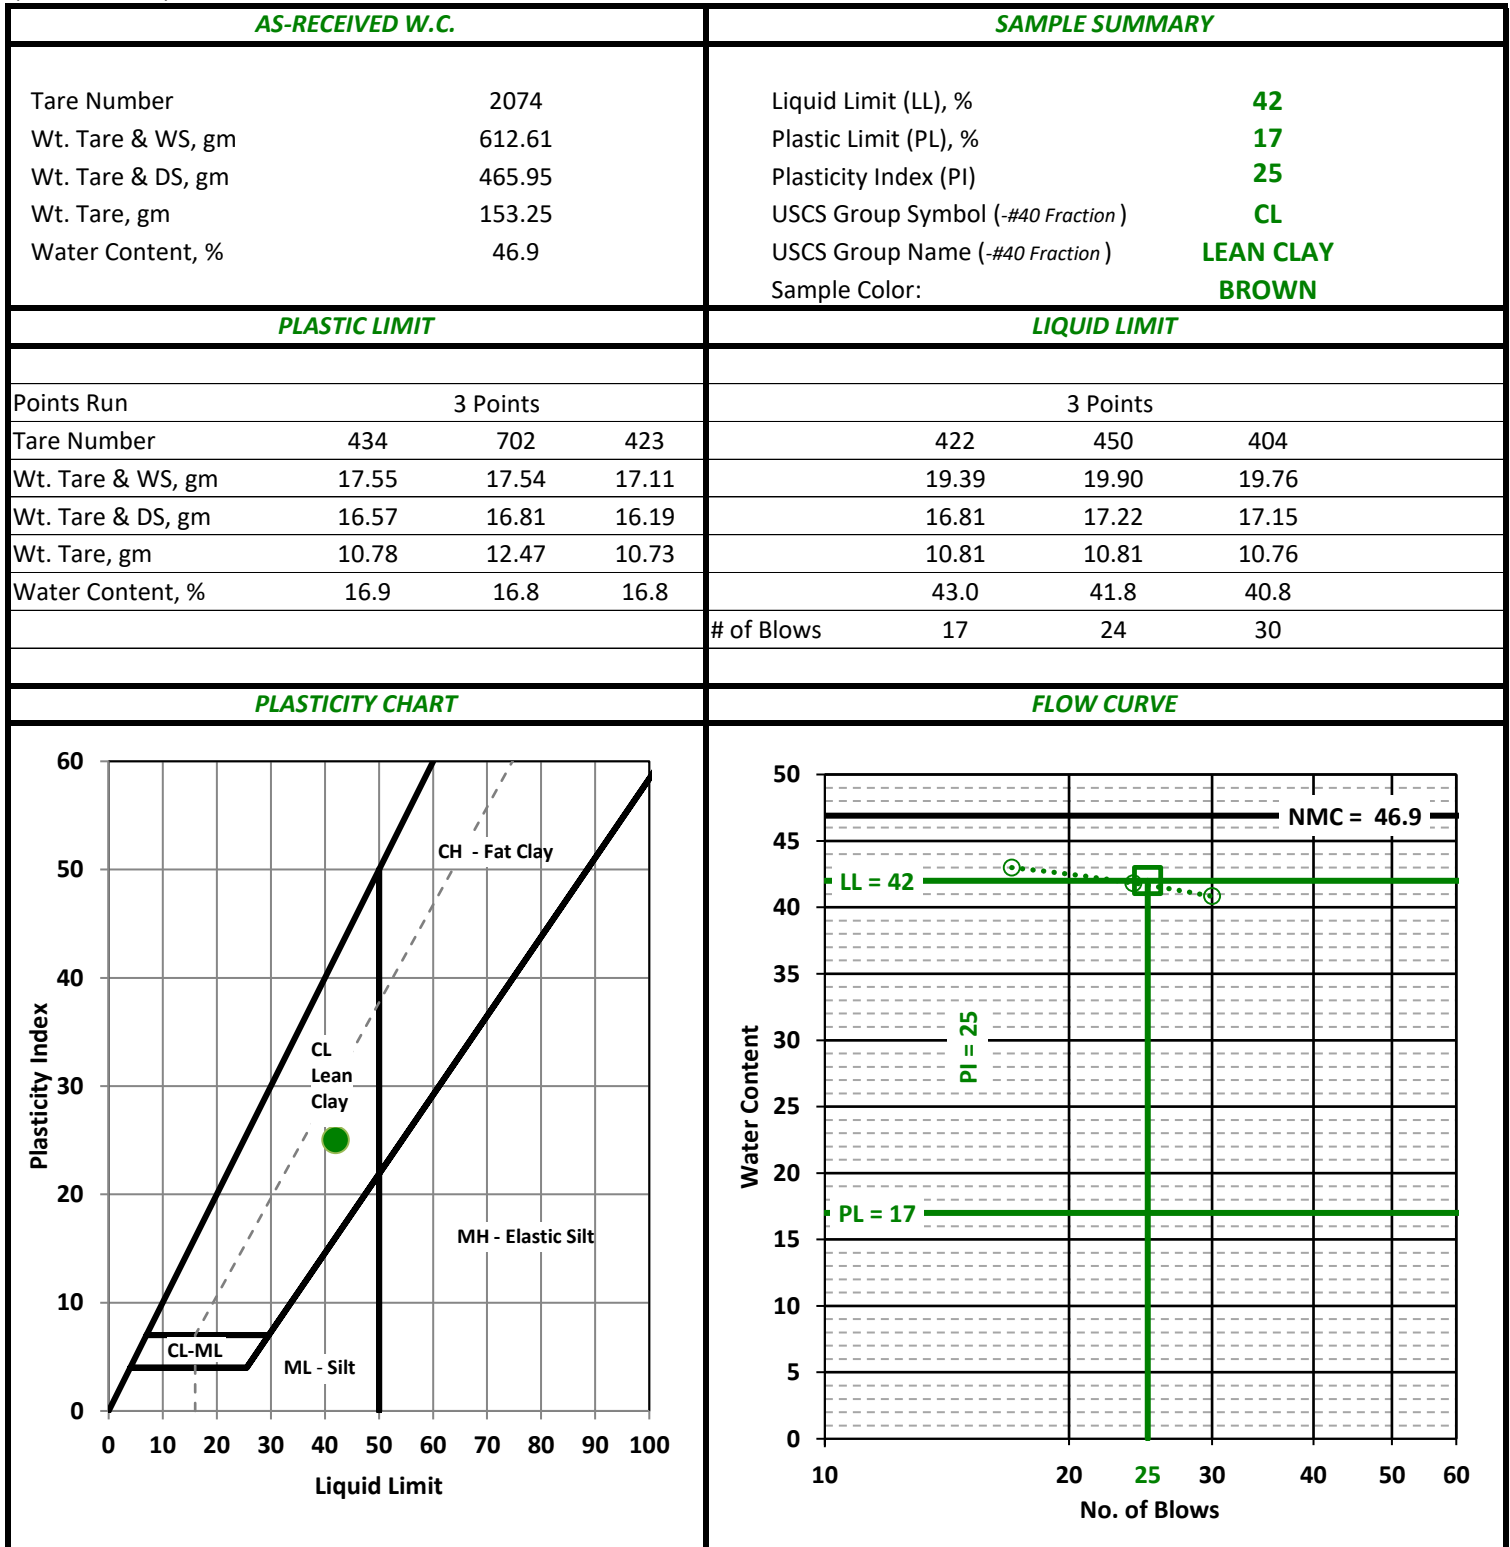 AS-RECEIVED W.C.
Tare Number 2074
Wt. Tare & WS, gm 612.61
Wt. Tare & DS, gm 465.95
Wt. Tare, gm 153.25
Water Content, % 46.9
SAMPLE SUMMARY
Liquid Limit (LL), % 42
Plastic Limit (PL), % 17
Plasticity Index (PI) 25
USCS Group Symbol (-#40 Fraction) CL
USCS Group Name (-#40 Fraction) LEAN CLAY
Sample Color: BROWN
PLASTIC LIMIT
Points Run 3 Points
Tare Number 434 702 423
Wt. Tare & WS, gm 17.55 17.54 17.11
Wt. Tare & DS, gm 16.57 16.81 16.19
Wt. Tare, gm 10.78 12.47 10.73
Water Content, % 16.9 16.8 16.8
LIQUID LIMIT
3 Points
422 450 404
19.39 19.90 19.76
16.81 17.22 17.15
10.81 10.81 10.76
43.0 41.8 40.8
# of Blows 17 24 30
PLASTICITY CHART
60
50
40
30
20
10
0
Plasticity Index
CH - Fat Clay
CL
Lean
Clay
MH - Elastic Silt
CL-ML
ML - Silt
0 10 20 30 40 50 60 70 80 90 100
Liquid Limit
FLOW CURVE
50
45
40
35
30
25
20
15
10
5
0
Water Content
NMC = 46.9
LL = 42
PI = 25
PL = 17
10 20 25 30 40 50 60
No. of Blows